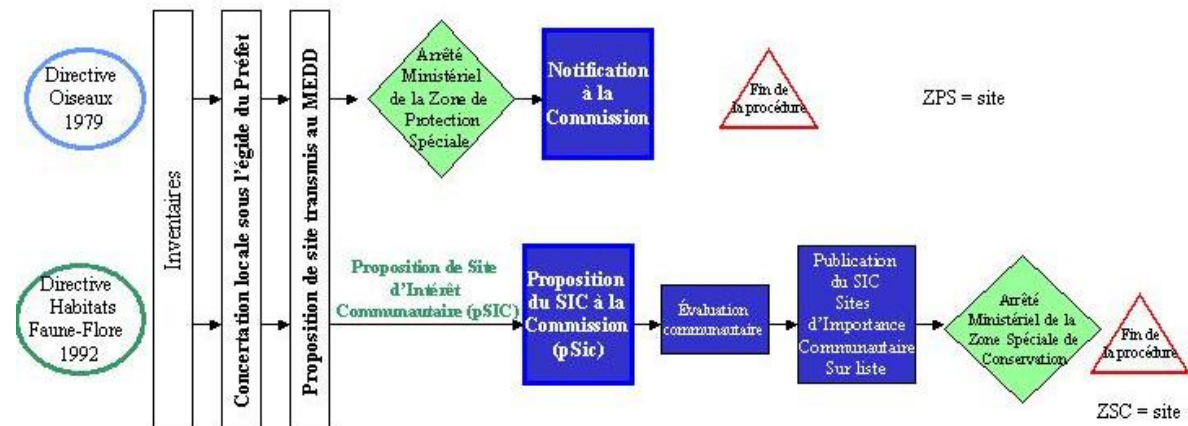 Directive
Oiseaux
1979
Inventaires
Concertation locale sous l'égide du Préfet
Proposition de site transmis au MEDD
Arrêté
Ministériel
de la Zone de
Protection
Spéciale
Notification
à la
Commission
Fin de
la procédure
ZPS = site
Directive
Habitats
Faune-Flore
1992
Proposition de Site
d'Intérêt
Communautaire (pSIC)
Proposition
du SIC à la
Commission
(pSic)
Évaluation
communautaire
Publication
du SIC
Sites
d'Importance
Communautaire
Sur liste
Arrêté
Ministériel de la
Zone Spéciale de
Conservation
Fin de
la procédure
ZSC = site